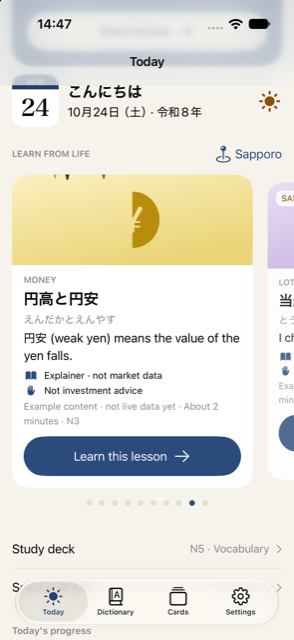 14:47
Today
24
こんにちは
10月24日（土）· 令和８年
LEARN FROM LIFE
Sapporo
¥
MONEY
円高と円安
えんだかとえんやす
円安 (weak yen) means the value of the
yen falls.
Explainer · not market data
Not investment advice
Example content · not live data yet · About 2
minutes · N3
Learn this lesson →
Study deck
N5 · Vocabulary
Today
Dictionary
Cards
Settings
Today's progress